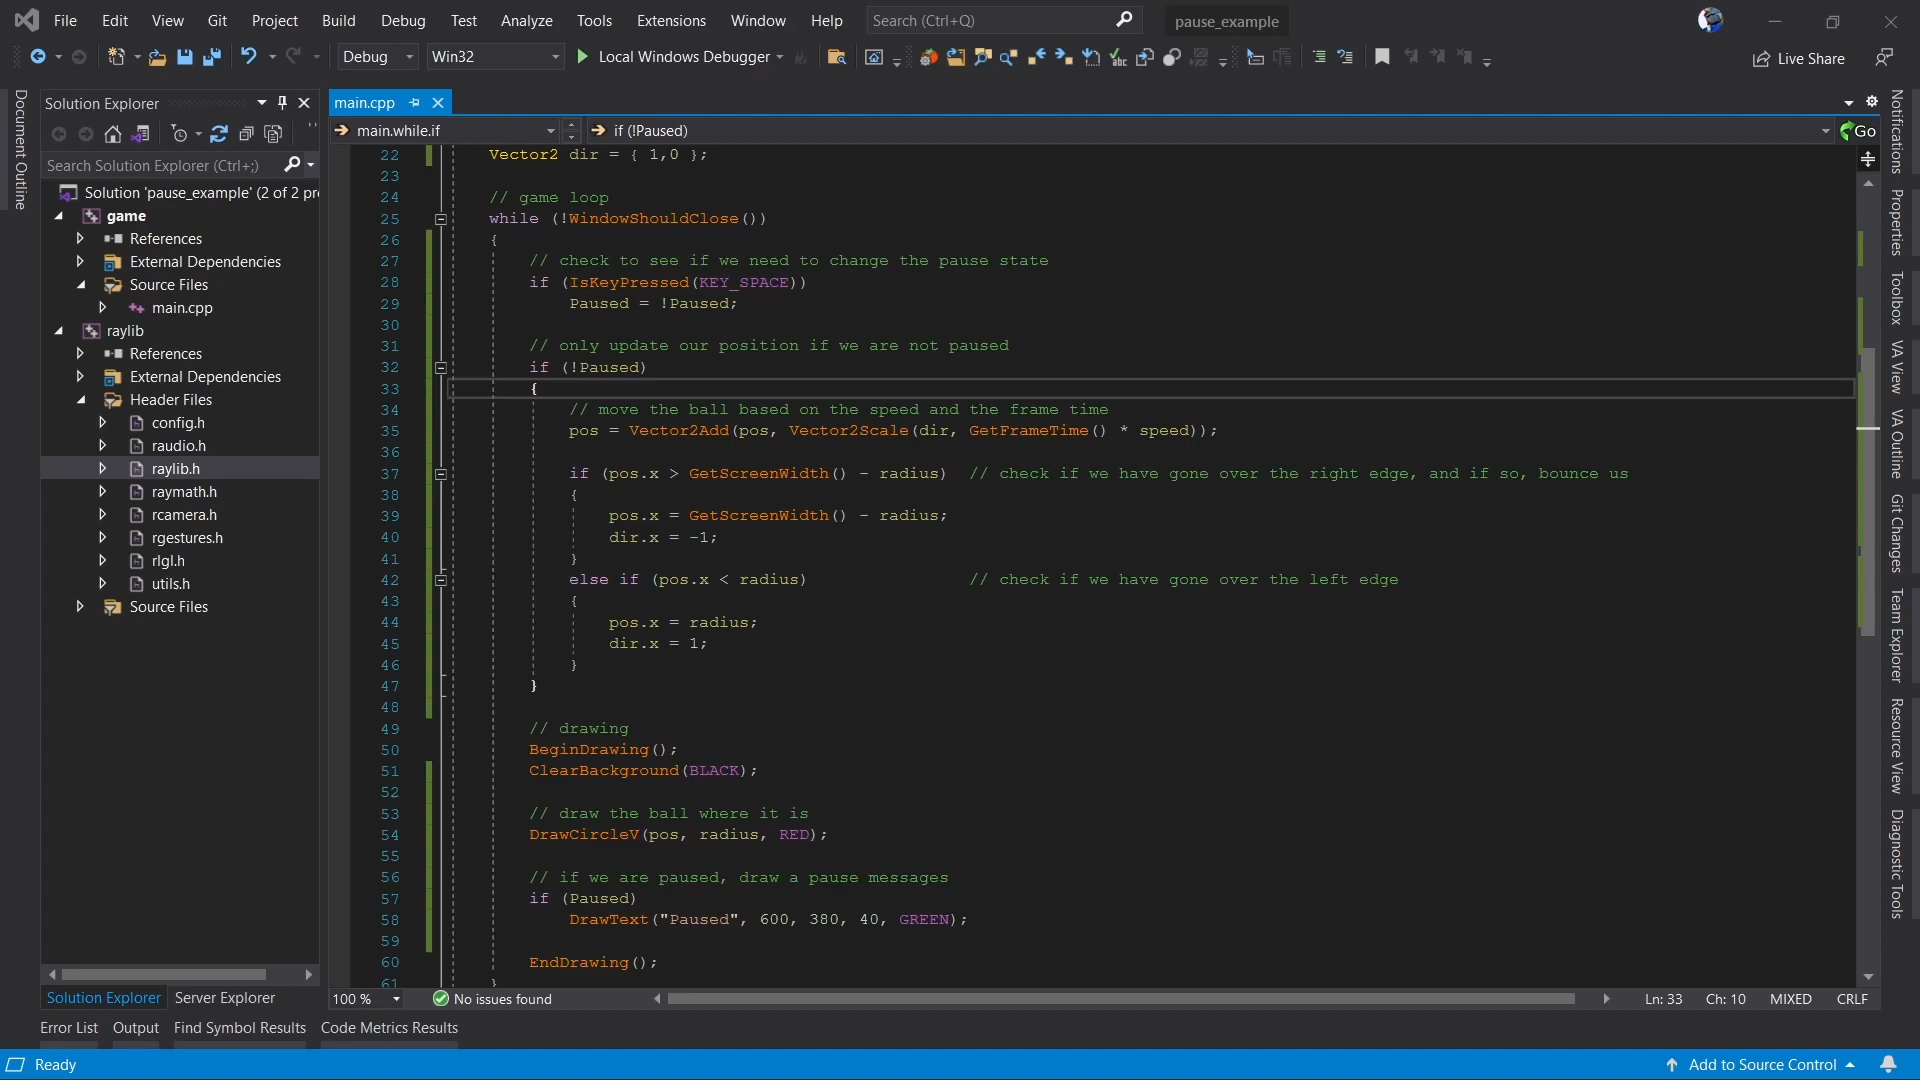 File Edit View Git Project Build Debug Test Analyze Tools Extensions Window Help Search (Ctrl+Q) pause_example
Debug Win32 Local Windows Debugger Live Share
Document Outline
Solution Explorer
Search Solution Explorer (Ctrl+;)
Solution 'pause_example' (2 of 2 pr
game
References
External Dependencies
Source Files
main.cpp
raylib
References
External Dependencies
Header Files
config.h
raudio.h
raylib.h
raymath.h
rcamera.h
rgestures.h
rlgl.h
utils.h
Source Files
Solution Explorer Server Explorer
main.cpp
main.while.if if (!Paused) Go
22 Vector2 dir = { 1,0 };
23
24 // game loop
25 while (!WindowShouldClose())
26 {
27 // check to see if we need to change the pause state
28 if (IsKeyPressed(KEY_SPACE))
29 Paused = !Paused;
30
31 // only update our position if we are not paused
32 if (!Paused)
33 {
34 // move the ball based on the speed and the frame time
35 pos = Vector2Add(pos, Vector2Scale(dir, GetFrameTime() * speed));
36
37 if (pos.x > GetScreenWidth() - radius) // check if we have gone over the right edge, and if so, bounce us
38 {
39 pos.x = GetScreenWidth() - radius;
40 dir.x = -1;
41 }
42 else if (pos.x < radius) // check if we have gone over the left edge
43 {
44 pos.x = radius;
45 dir.x = 1;
46 }
47 }
48
49 // drawing
50 BeginDrawing();
51 ClearBackground(BLACK);
52
53 // draw the ball where it is
54 DrawCircleV(pos, radius, RED);
55
56 // if we are paused, draw a pause messages
57 if (Paused)
58 DrawText("Paused", 600, 380, 40, GREEN);
59
60 EndDrawing();
61 }
100 % No issues found Ln: 33 Ch: 10 MIXED CRLF
Notifications
Properties
Toolbox
VA View
VA Outline
Git Changes
Team Explorer
Resource View
Diagnostic Tools
Error List Output Find Symbol Results Code Metrics Results
Ready Add to Source Control